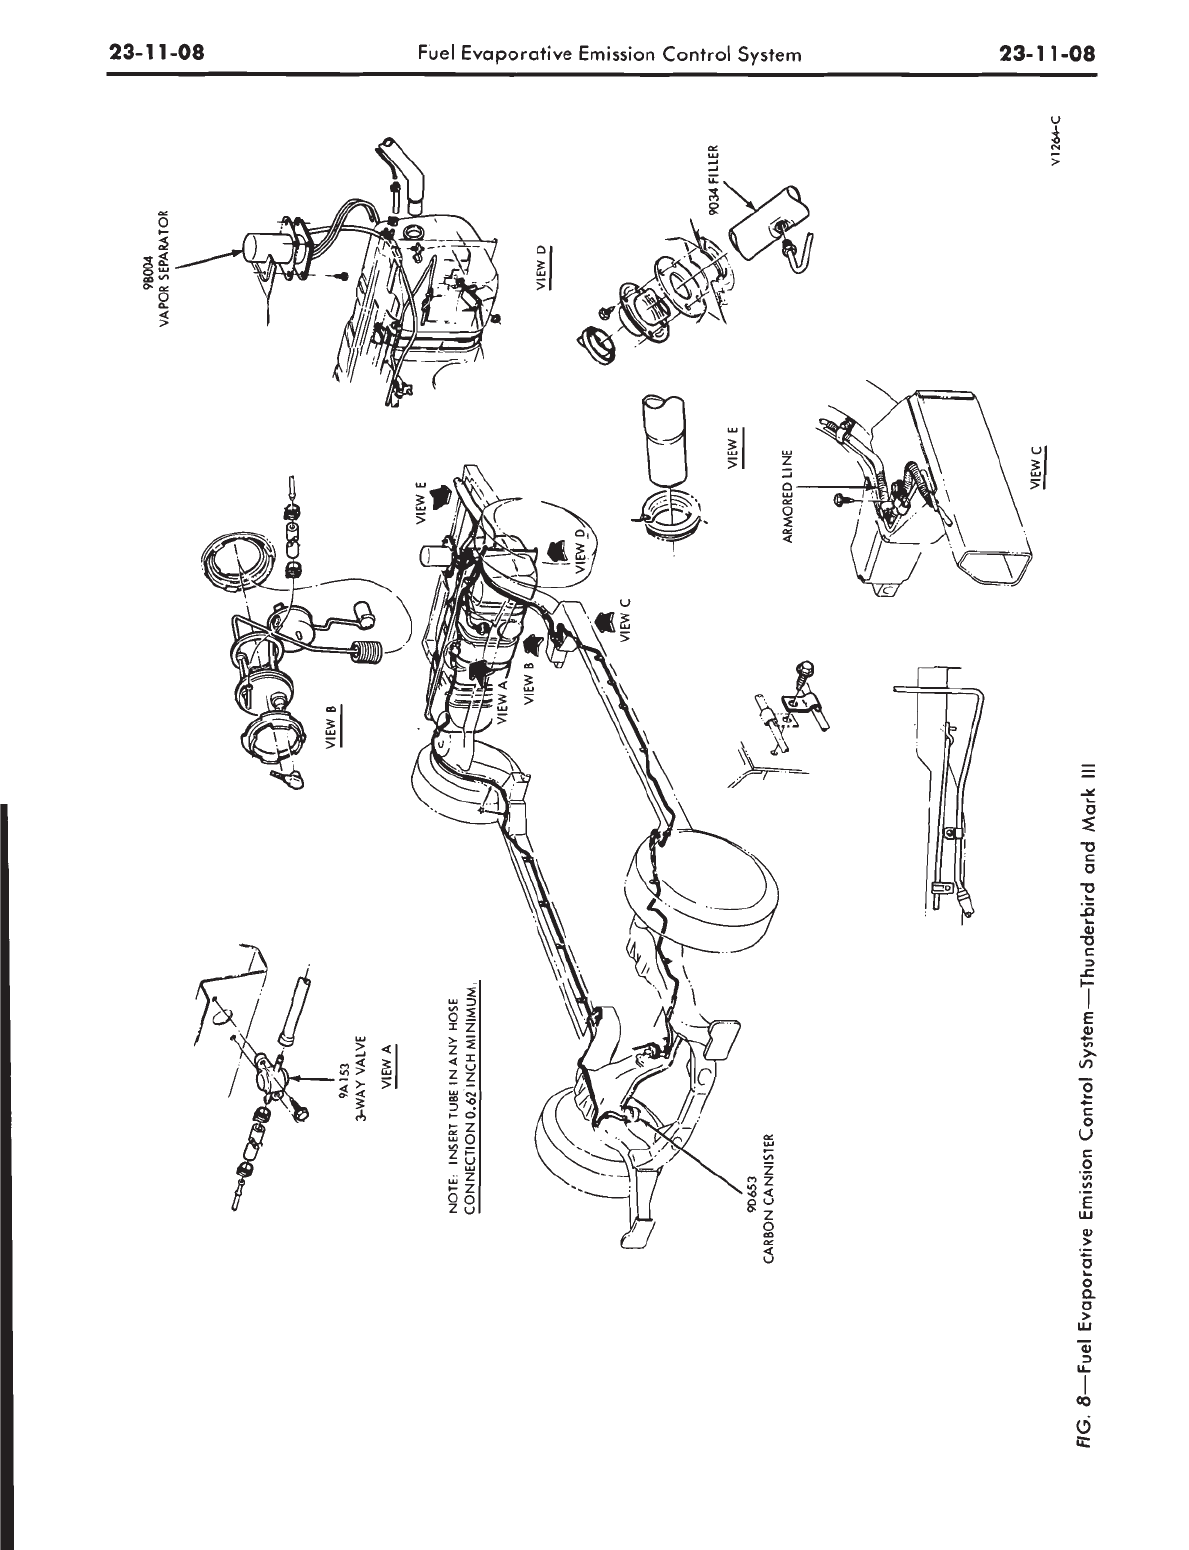 23-11-08
Fuel Evaporative Emission Control System
23-11-08
V1264-C
9B004
VAPOR SEPARATOR
VIEW D
9034 FILLER
VIEW E
VIEW E
VIEW D
VIEW C
VIEW B
VIEW A
VIEW B
ARMORED LINE
VIEW C
9A153
3-WAY VALVE
VIEW A
NOTE: INSERT TUBE IN ANY HOSE
CONNECTION 0.62 INCH MINIMUM.
9D653
CARBON CANNISTER
FIG. 8—Fuel Evaporative Emission Control System—Thunderbird and Mark III